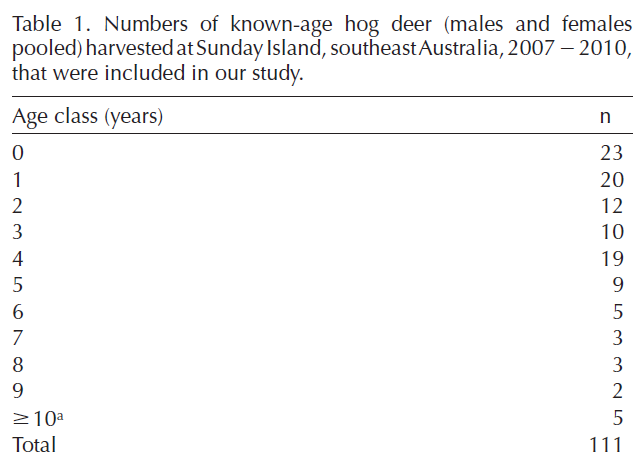 Table 1. Numbers of known-age hog deer (males and females
pooled) harvested at Sunday Island, southeast Australia, 2007 – 2010,
that were included in our study.
Age class (years) n
0 23
1 20
2 12
3 10
4 19
5 9
6 5
7 3
8 3
9 2
≥10ᵃ 5
Total 111